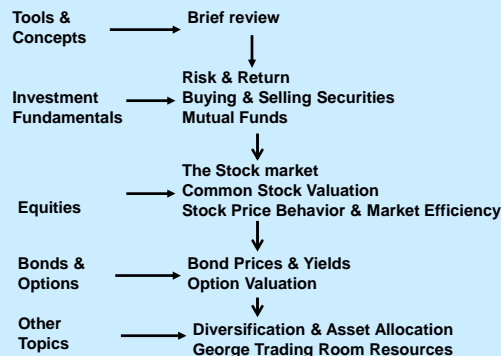 Tools &
Concepts
Brief review
Investment
Fundamentals
Risk & Return
Buying & Selling Securities
Mutual Funds
Equities
The Stock market
Common Stock Valuation
Stock Price Behavior & Market Efficiency
Bonds &
Options
Bond Prices & Yields
Option Valuation
Other
Topics
Diversification & Asset Allocation
George Trading Room Resources